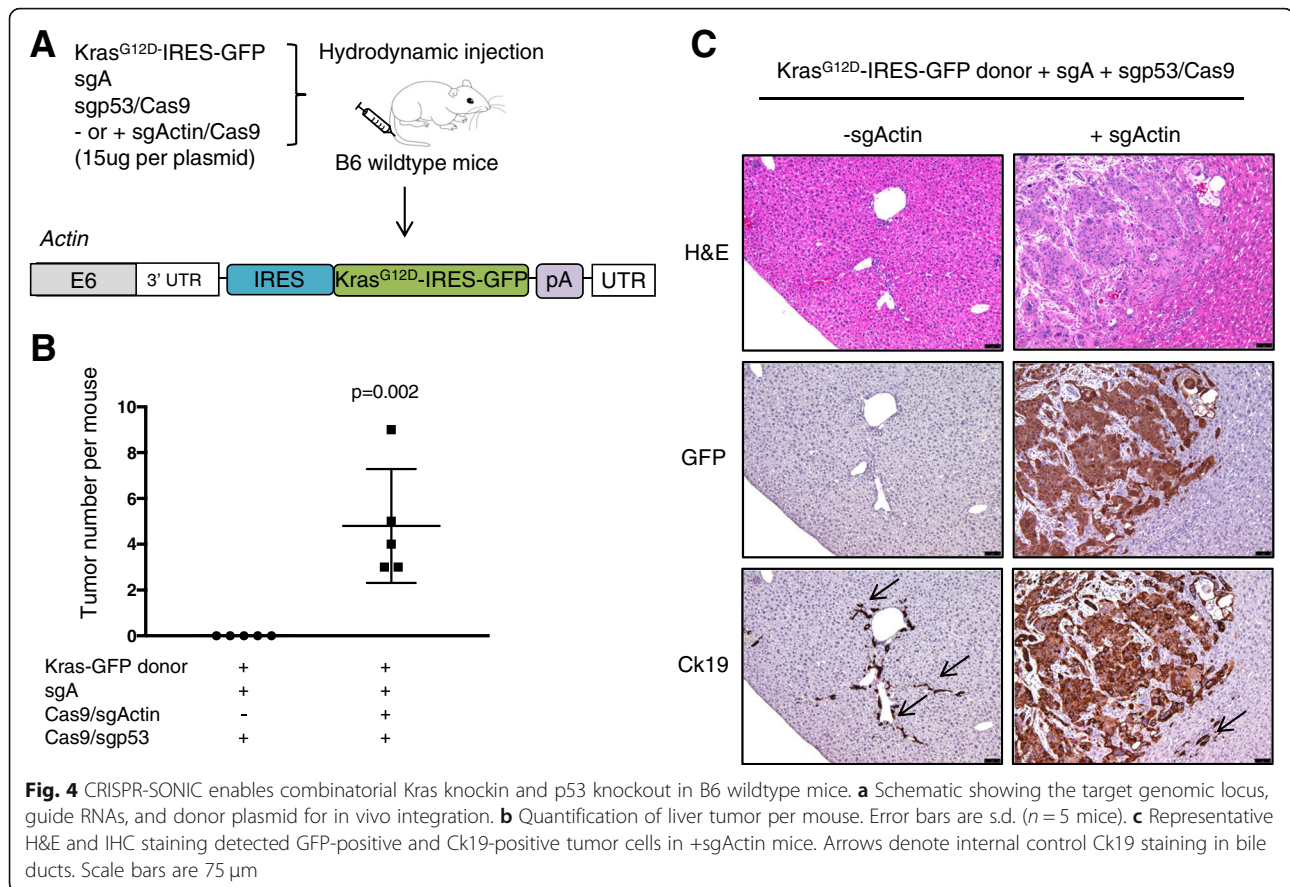 A
Kras^G12D-IRES-GFP
sgA
sgp53/Cas9
- or + sgActin/Cas9
(15ug per plasmid)
Hydrodynamic injection
B6 wildtype mice
Actin
E6
3' UTR
IRES
Kras^G12D-IRES-GFP
pA
UTR
B
p=0.002
Tumor number per mouse
10
8
6
4
2
0
Kras-GFP donor + +
sgA + +
Cas9/sgActin - +
Cas9/sgp53 + +
C
Kras^G12D-IRES-GFP donor + sgA + sgp53/Cas9
-sgActin
+ sgActin
H&E
GFP
Ck19
Fig. 4 CRISPR-SONIC enables combinatorial Kras knockin and p53 knockout in B6 wildtype mice. a Schematic showing the target genomic locus,
guide RNAs, and donor plasmid for in vivo integration. b Quantification of liver tumor per mouse. Error bars are s.d. (n = 5 mice). c Representative
H&E and IHC staining detected GFP-positive and Ck19-positive tumor cells in +sgActin mice. Arrows denote internal control Ck19 staining in bile
ducts. Scale bars are 75 μm